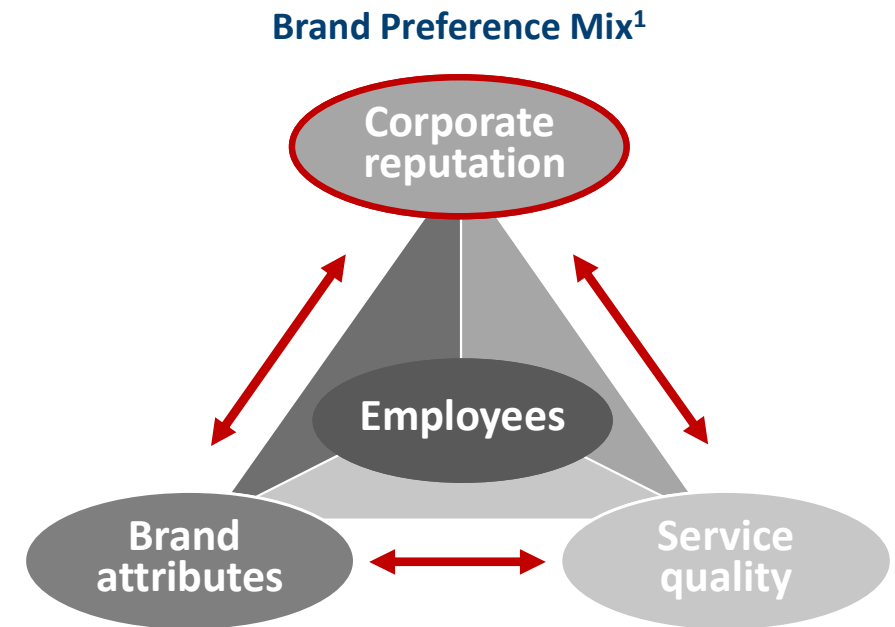 Brand Preference Mix¹
Corporate
reputation
Employees
Brand
attributes
Service
quality